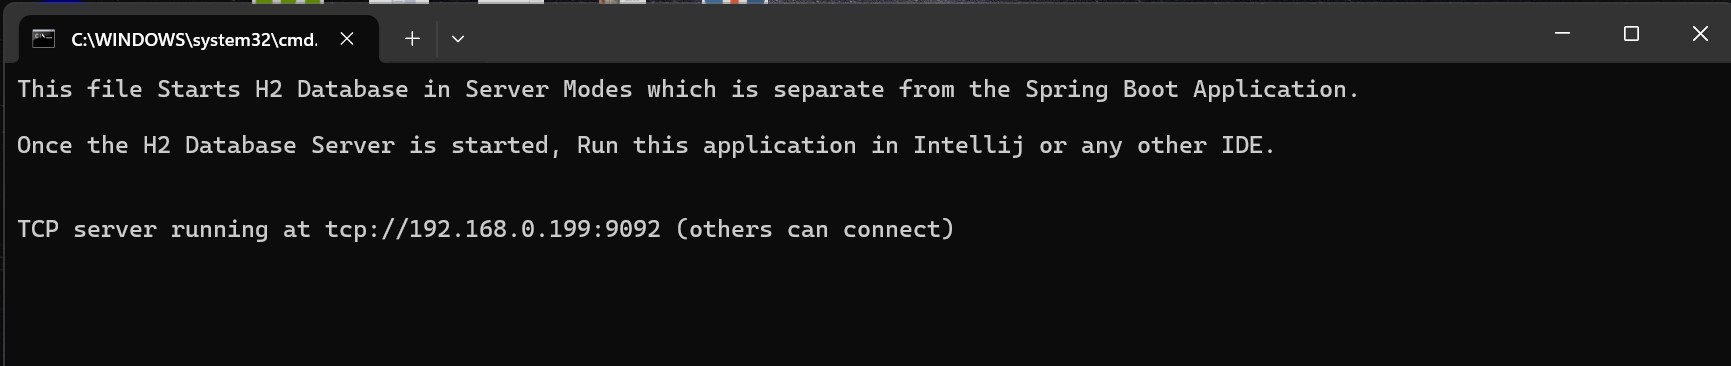 C:\WINDOWS\system32\cmd.
This file Starts H2 Database in Server Modes which is separate from the Spring Boot Application.
Once the H2 Database Server is started, Run this application in Intellij or any other IDE.
TCP server running at tcp://192.168.0.199:9092 (others can connect)